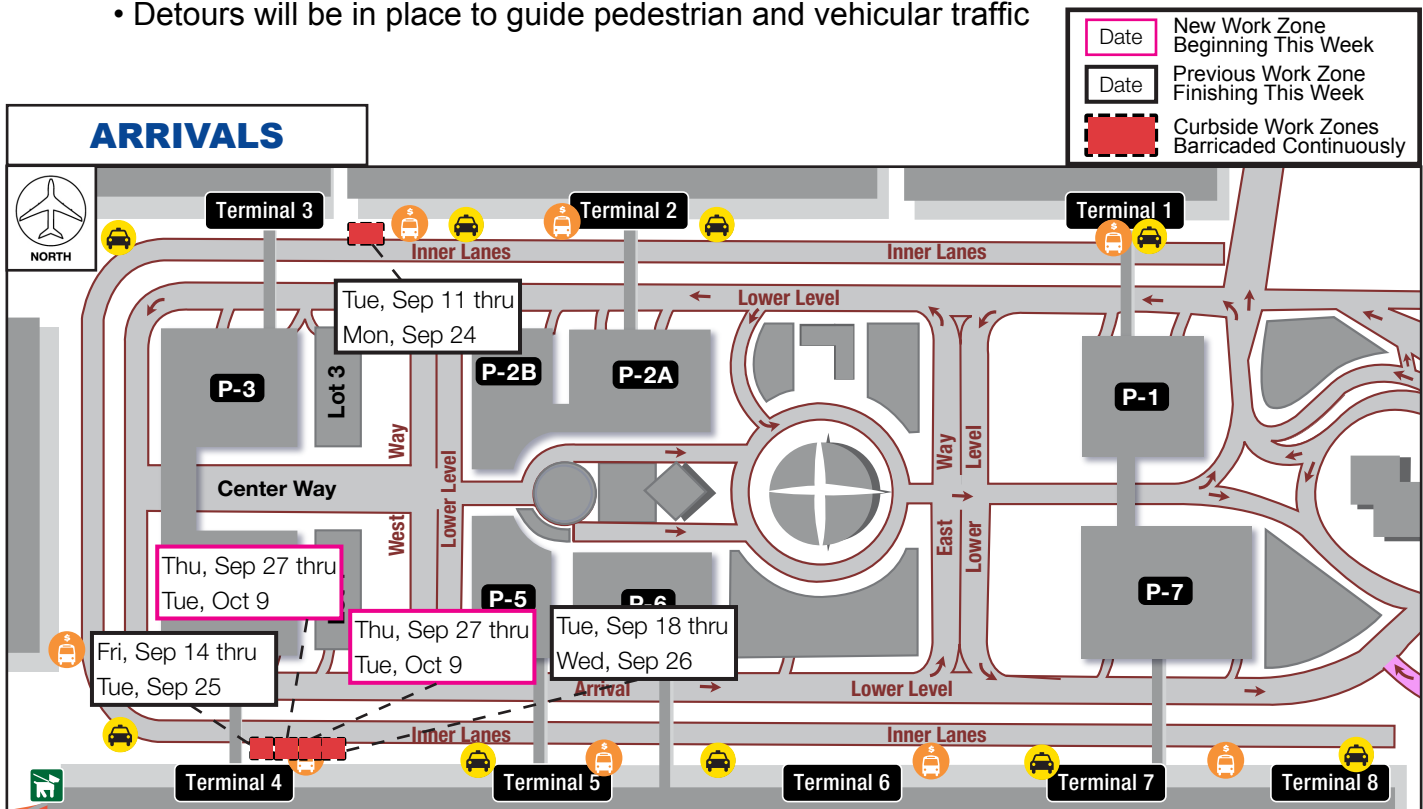 • Detours will be in place to guide pedestrian and vehicular traffic
Date
New Work Zone
Beginning This Week
Date
Previous Work Zone
Finishing This Week
Curbside Work Zones
Barricaded Continuously
ARRIVALS
NORTH
Terminal 3
$
$
Terminal 2
Terminal 1
$
Inner Lanes
Inner Lanes
Tue, Sep 11 thru
Mon, Sep 24
Lower Level
P-3
Lot 3
P-2B
P-2A
P-1
West Way
Lower Level
Center Way
East Way
Lower Level
Thu, Sep 27 thru
Tue, Oct 9
P-5
P-6
P-7
Thu, Sep 27 thru
Tue, Oct 9
Tue, Sep 18 thru
Wed, Sep 26
$
Fri, Sep 14 thru
Tue, Sep 25
Arrival
Lower Level
Inner Lanes
Inner Lanes
Terminal 4
Terminal 5
$
Terminal 6
$
Terminal 7
$
Terminal 8